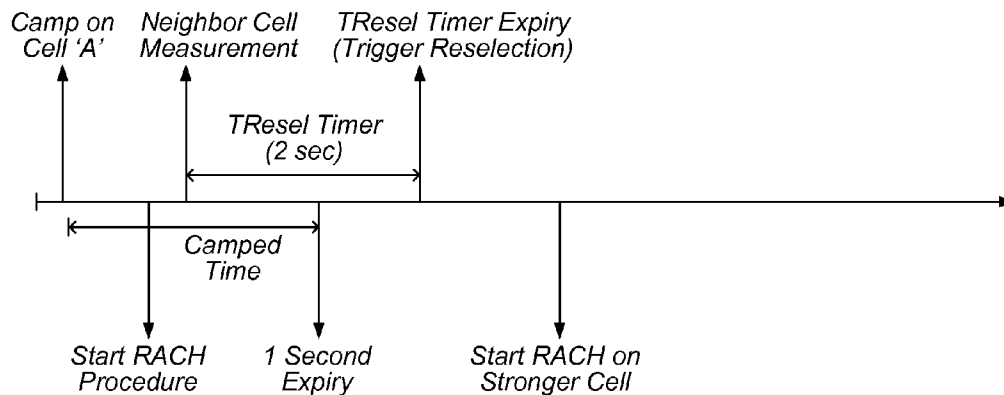 Camp on
Cell ‘A’
Neighbor Cell
Measurement
TResel Timer Expiry
(Trigger Reselection)
TResel Timer
(2 sec)
Camped
Time
Start RACH
Procedure
1 Second
Expiry
Start RACH on
Stronger Cell